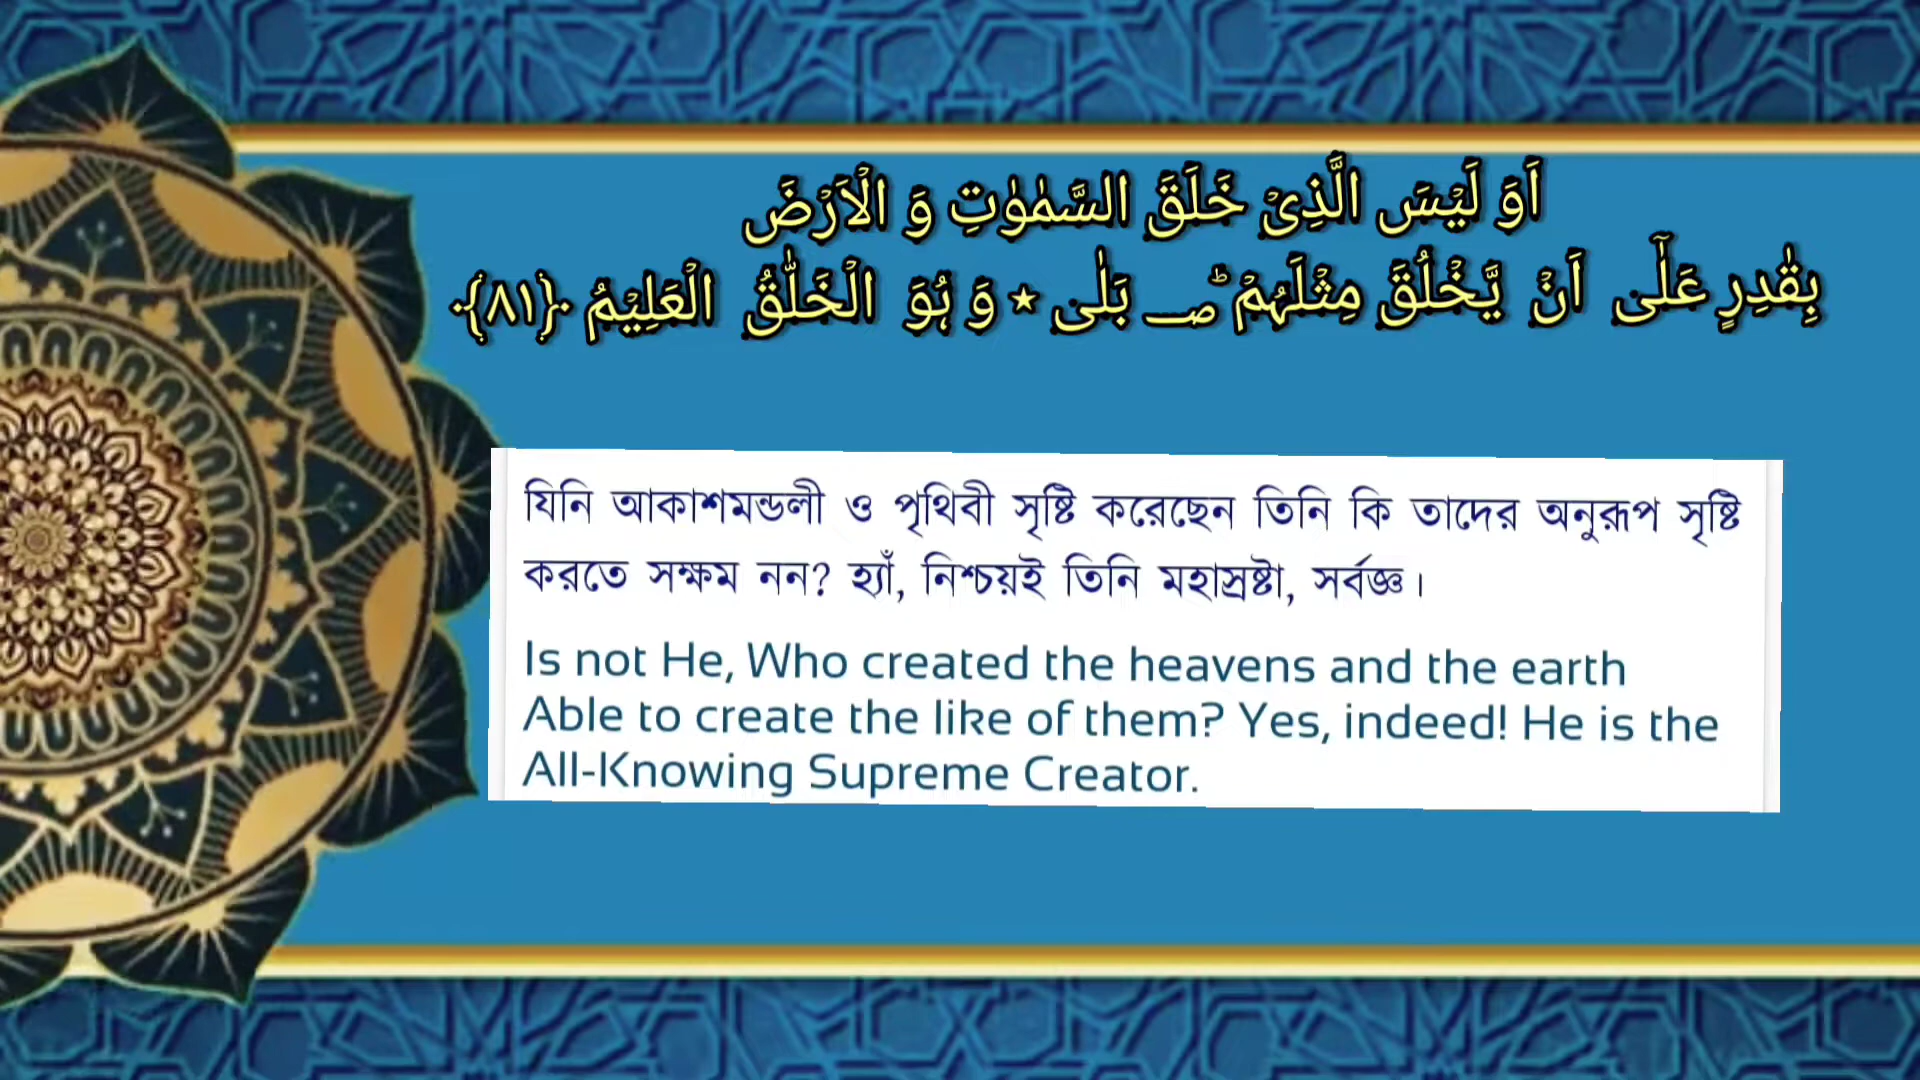 اَوَ لَیْسَ الَّذِیْ خَلَقَ السَّمٰوٰتِ وَ الْاَرْضَ
بِقٰدِرٍ عَلٰۤی اَنْ یَّخْلُقَ مِثْلَہُمْ ؕ؃ بَلٰی ٭ وَ ہُوَ الْخَلّٰقُ الْعَلِیْمُ ﴿۸۱﴾
যিনি আকাশমন্ডলী ও পৃথিবী সৃষ্টি করেছেন তিনি কি তাদের অনুরূপ সৃষ্টি
করতে সক্ষম নন? হ্যাঁ, নিশ্চয়ই তিনি মহাস্রষ্টা, সর্বজ্ঞ।
Is not He, Who created the heavens and the earth
Able to create the like of them? Yes, indeed! He is the
All-Knowing Supreme Creator.